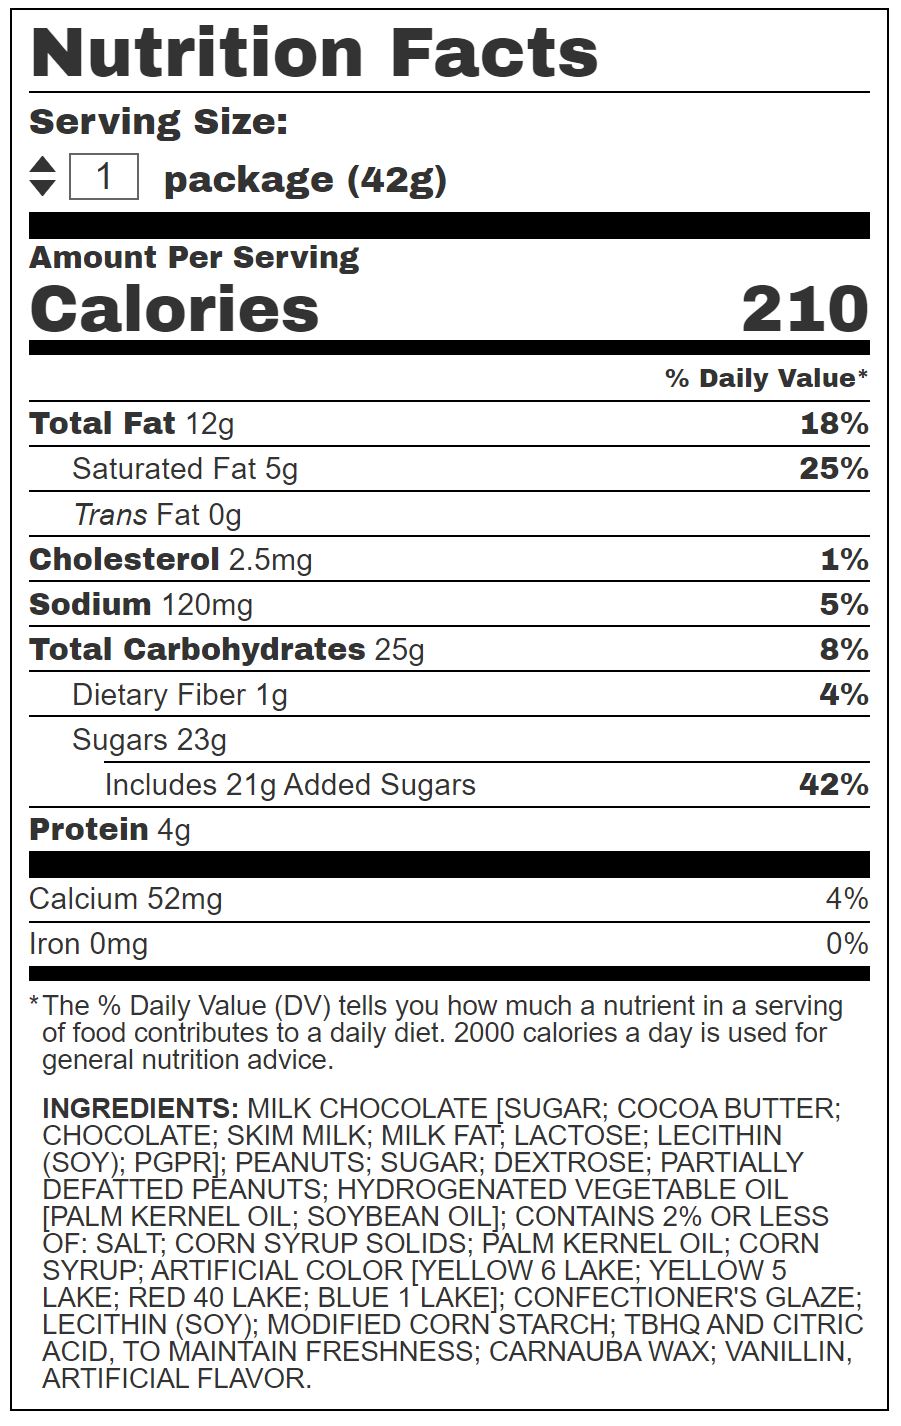 Nutrition Facts
Serving Size:
1 package (42g)
Amount Per Serving
Calories 210
% Daily Value*
Total Fat 12g 18%
Saturated Fat 5g 25%
Trans Fat 0g
Cholesterol 2.5mg 1%
Sodium 120mg 5%
Total Carbohydrates 25g 8%
Dietary Fiber 1g 4%
Sugars 23g
Includes 21g Added Sugars 42%
Protein 4g
Calcium 52mg 4%
Iron 0mg 0%
*The % Daily Value (DV) tells you how much a nutrient in a serving
of food contributes to a daily diet. 2000 calories a day is used for
general nutrition advice.
INGREDIENTS: MILK CHOCOLATE [SUGAR; COCOA BUTTER;
CHOCOLATE; SKIM MILK; MILK FAT; LACTOSE; LECITHIN
(SOY); PGPR]; PEANUTS; SUGAR; DEXTROSE; PARTIALLY
DEFATTED PEANUTS; HYDROGENATED VEGETABLE OIL
[PALM KERNEL OIL; SOYBEAN OIL]; CONTAINS 2% OR LESS
OF: SALT; CORN SYRUP SOLIDS; PALM KERNEL OIL; CORN
SYRUP; ARTIFICIAL COLOR [YELLOW 6 LAKE; YELLOW 5
LAKE; RED 40 LAKE; BLUE 1 LAKE]; CONFECTIONER'S GLAZE;
LECITHIN (SOY); MODIFIED CORN STARCH; TBHQ AND CITRIC
ACID, TO MAINTAIN FRESHNESS; CARNAUBA WAX; VANILLIN,
ARTIFICIAL FLAVOR.